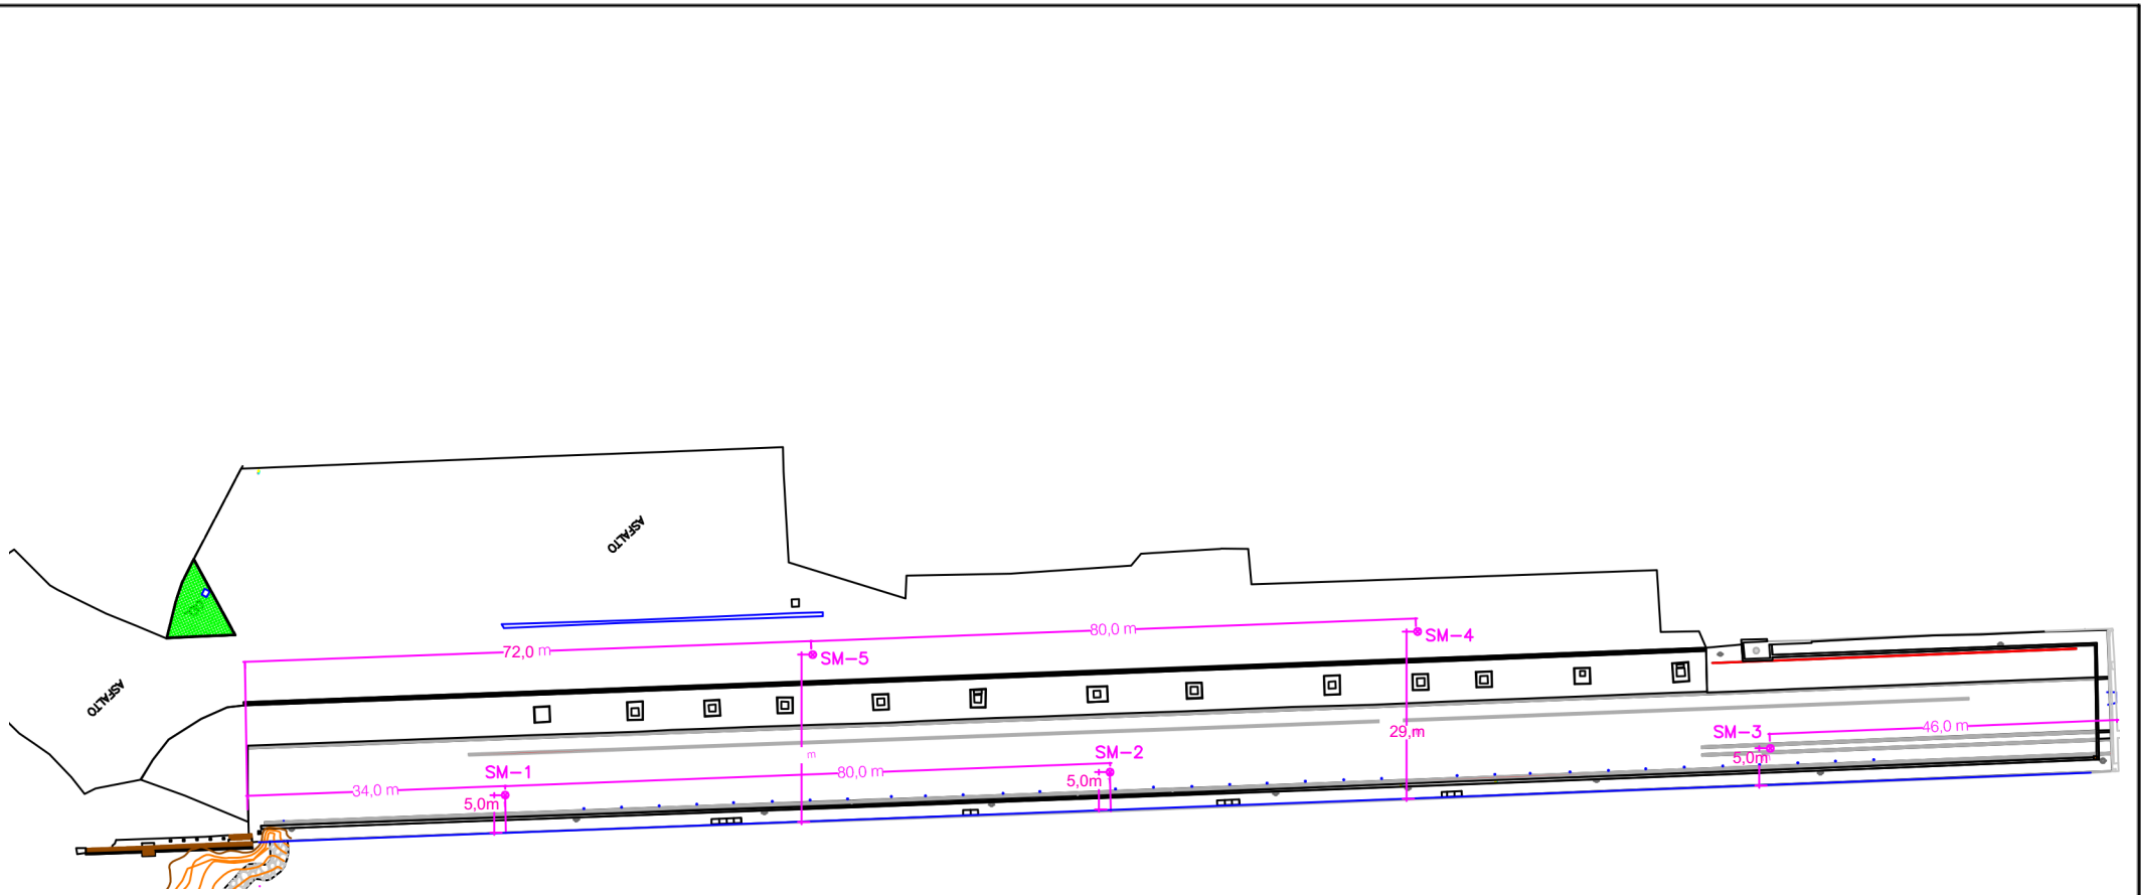 ASFALTO
80,0 m
SM-4
72,0 m
SM-5
ASFALTO
46,0 m
29, m
SM-3
m
SM-2
5,0m
SM-1
80,0 m
5,0m
34,0 m
5,0m